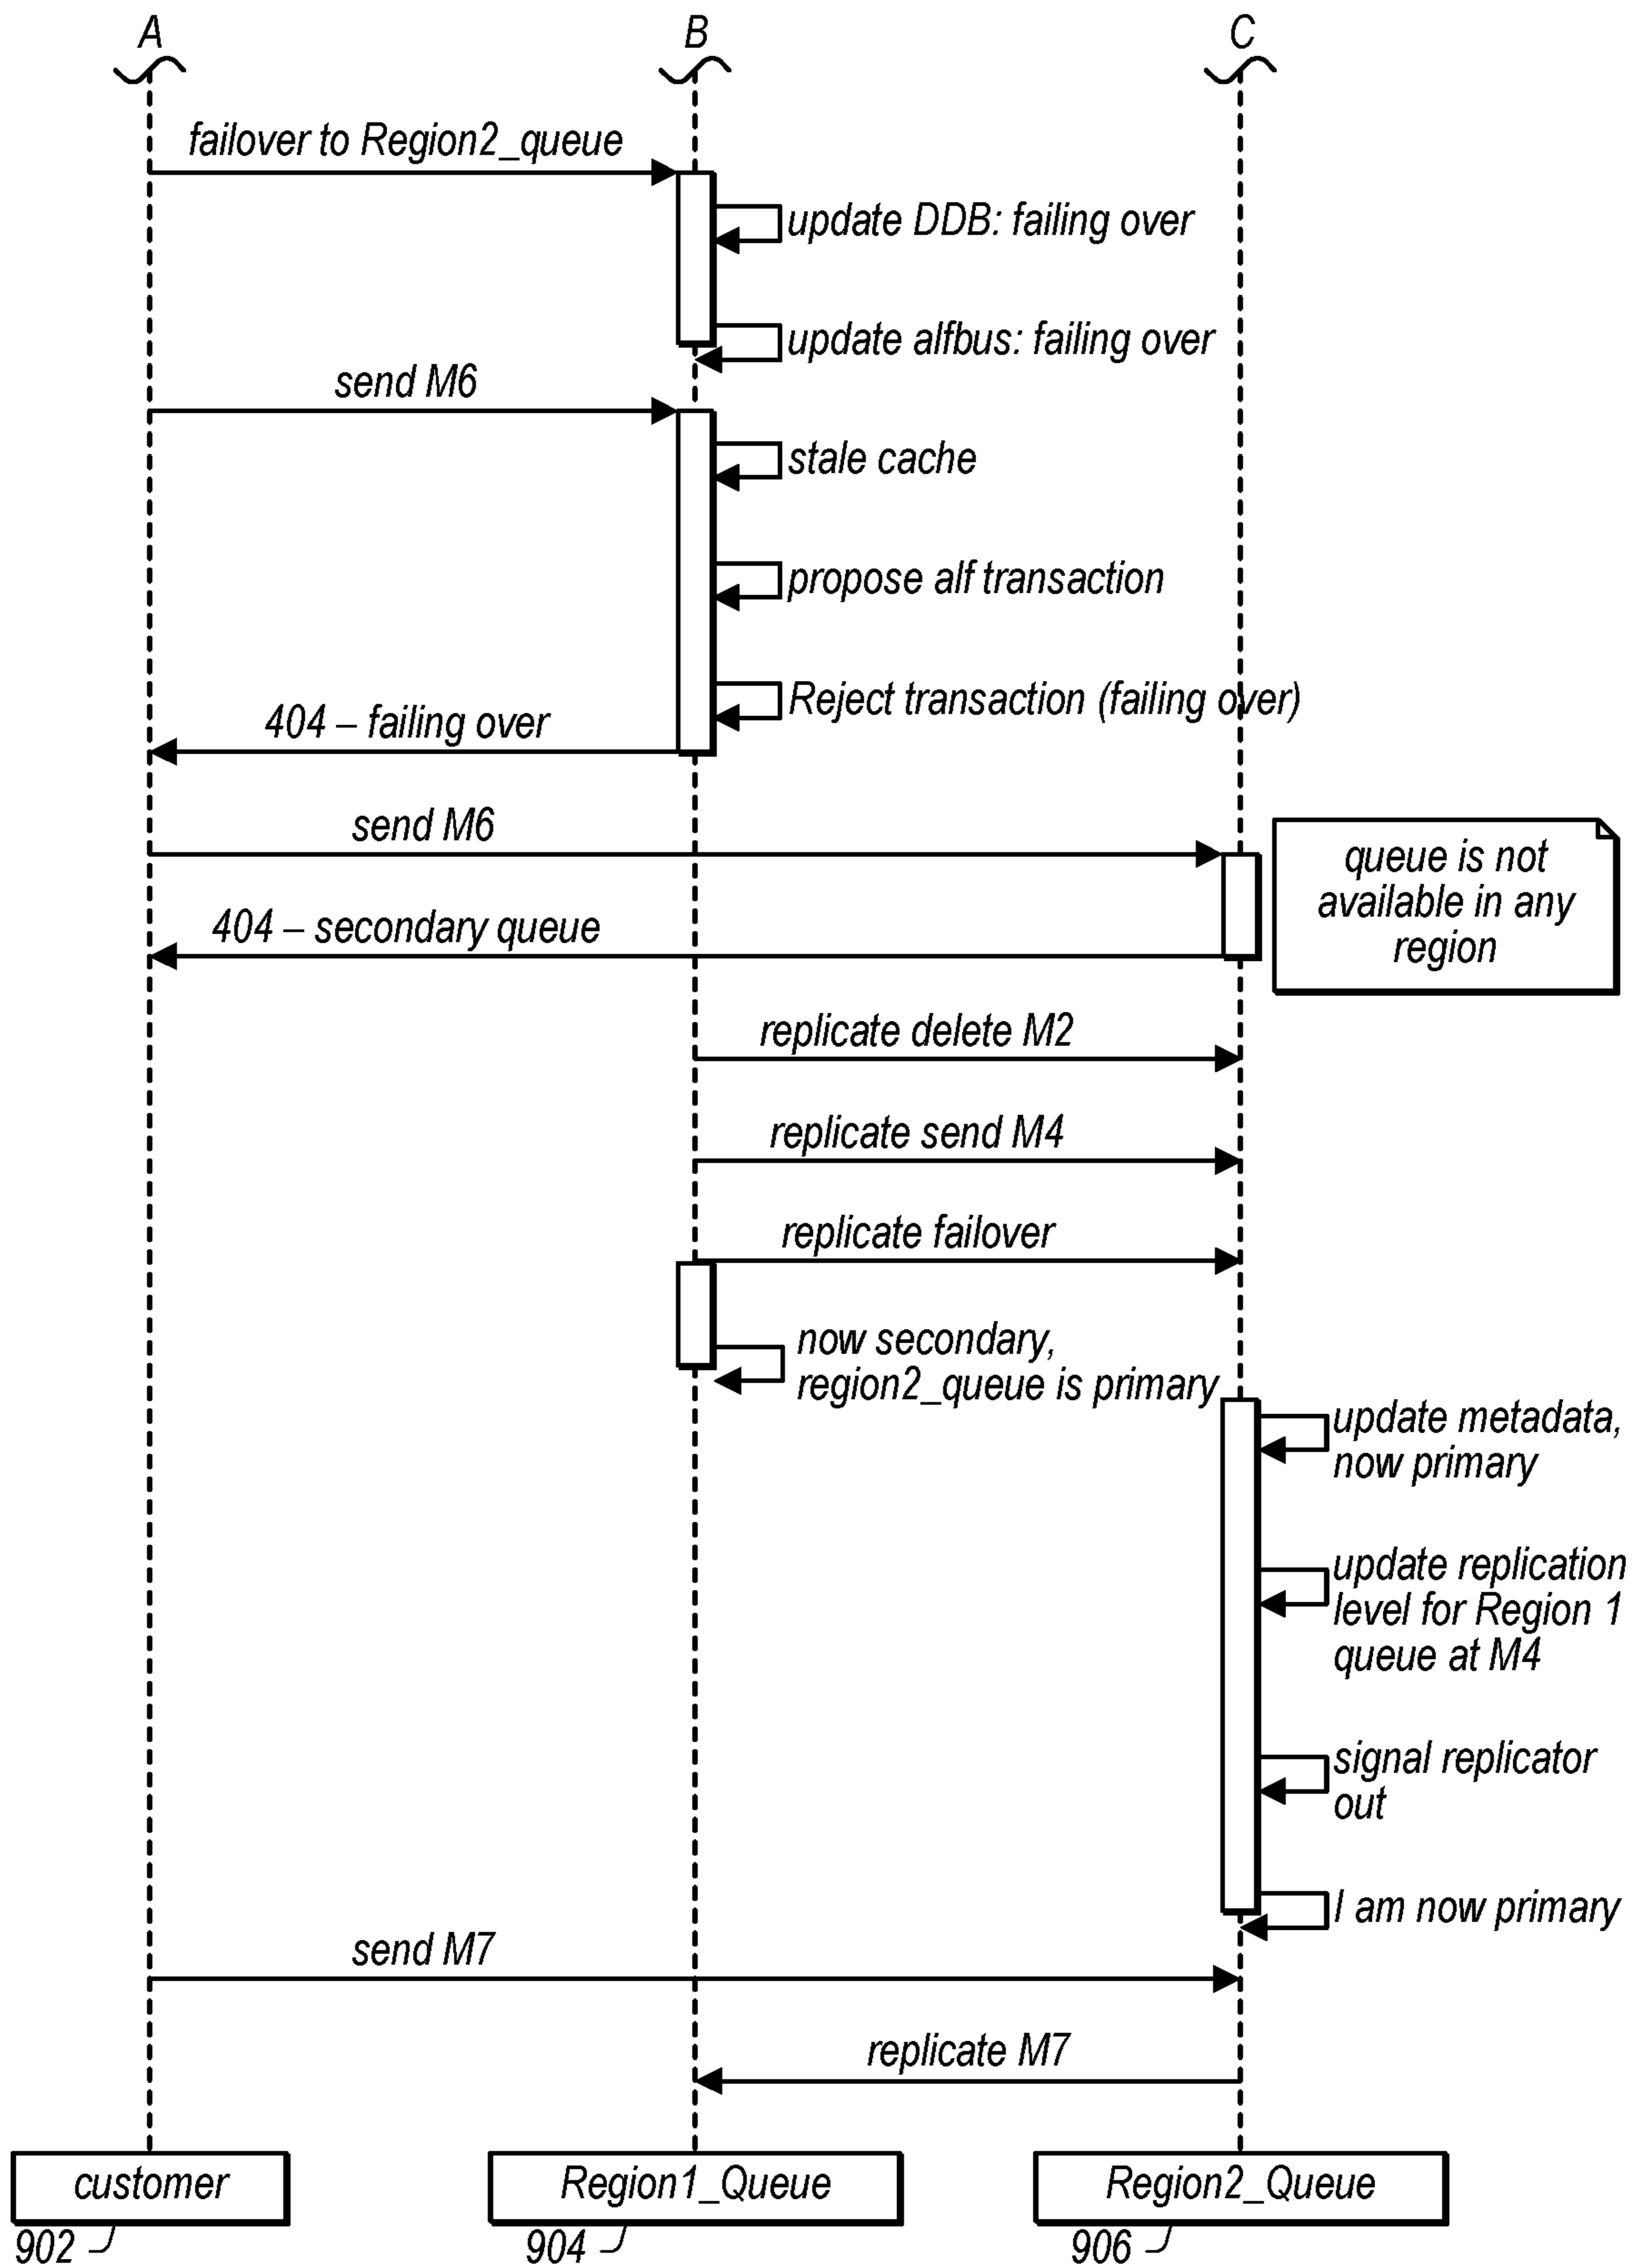 A
B
C
failover to Region2_queue
update DDB: failing over
update alfbus: failing over
send M6
stale cache
propose alf transaction
Reject transaction (failing over)
404 – failing over
send M6
queue is not
available in any
region
404 – secondary queue
replicate delete M2
replicate send M4
replicate failover
now secondary,
region2_queue is primary
update metadata,
now primary
update replication
level for Region 1
queue at M4
signal replicator
out
I am now primary
send M7
replicate M7
customer
Region1_Queue
Region2_Queue
902
904
906